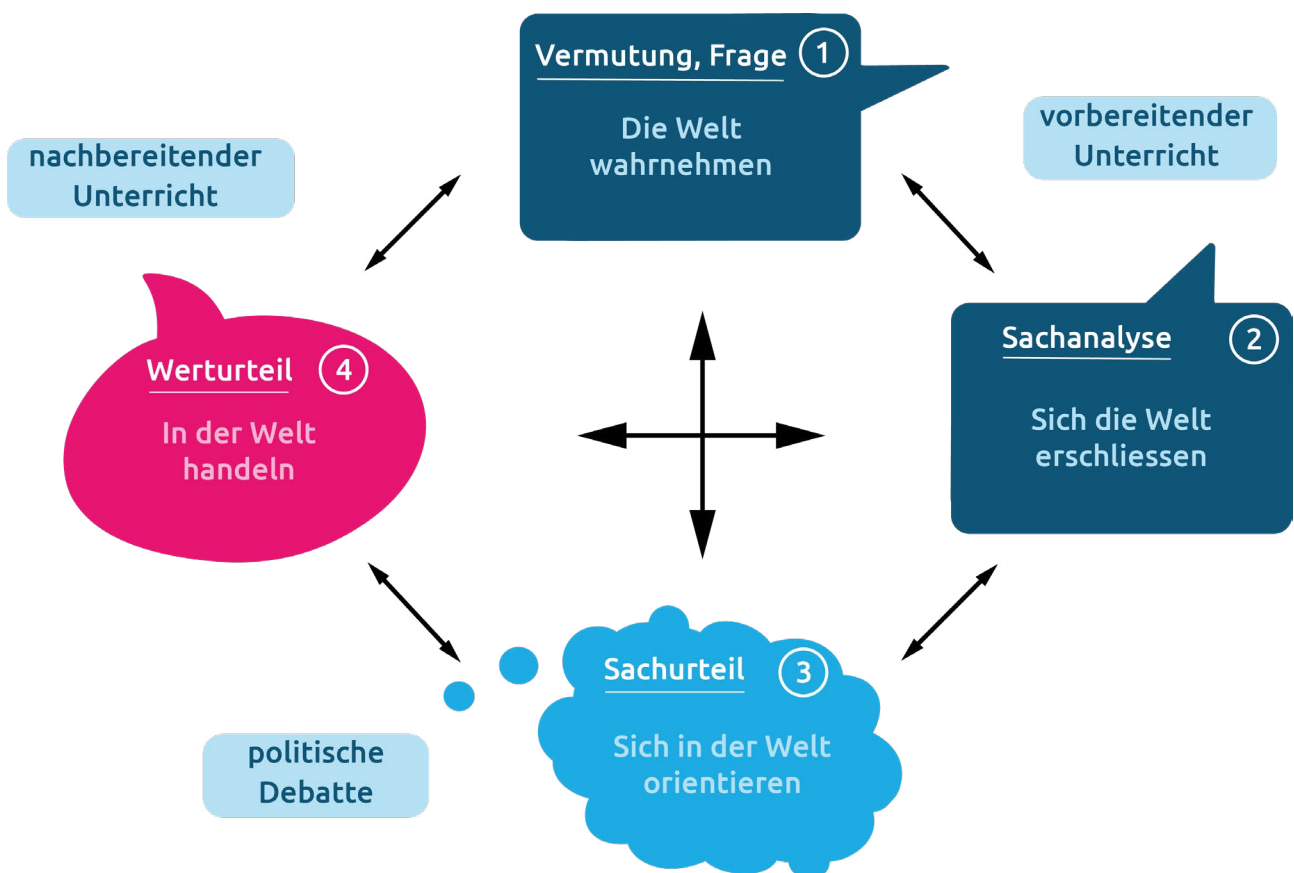 Vermutung, Frage 1
Die Welt
wahrnehmen
vorbereitender
Unterricht
nachbereitender
Unterricht
Sachanalyse 2
Sich die Welt
erschliessen
Werturteil 4
In der Welt
handeln
Sachurteil 3
Sich in der Welt
orientieren
politische
Debatte